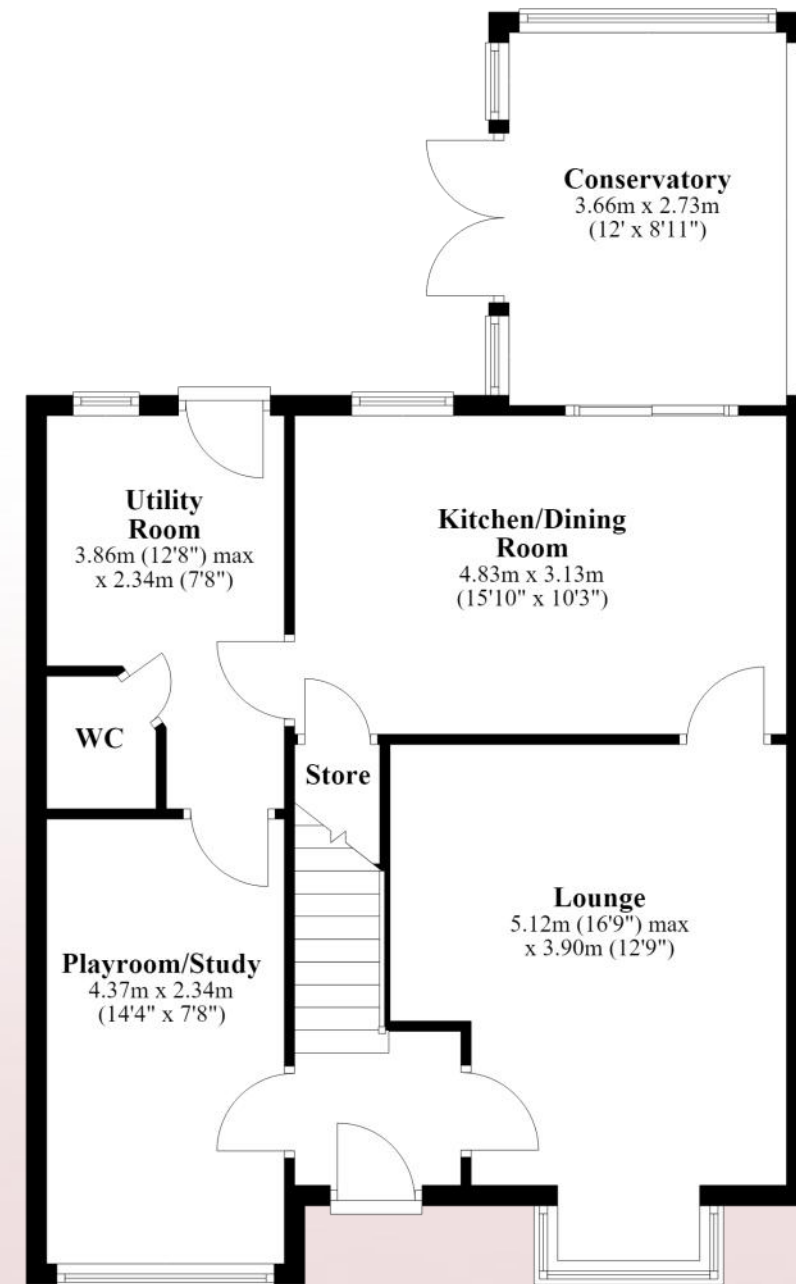 Conservatory
3.66m x 2.73m
(12' x 8'11")
Utility
Room
3.86m (12'8") max
x 2.34m (7'8")
Kitchen/Dining
Room
4.83m x 3.13m
(15'10" x 10'3")
WC
Store
Lounge
5.12m (16'9") max
x 3.90m (12'9")
Playroom/Study
4.37m x 2.34m
(14'4" x 7'8")